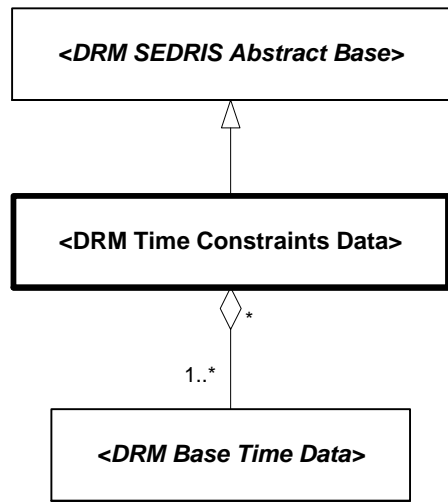 <DRM SEDRIS Abstract Base>
<DRM Time Constraints Data>
*
1..*
<DRM Base Time Data>